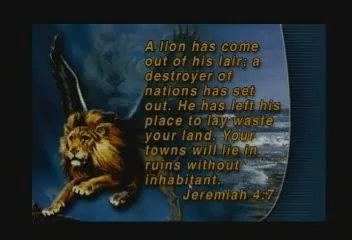 A lion has come
out of his lair; a
destroyer of
nations has set
out. He has left his
place to lay waste
your land. Your
towns will lie in
ruins without
inhabitant.
Jeremiah 4:7